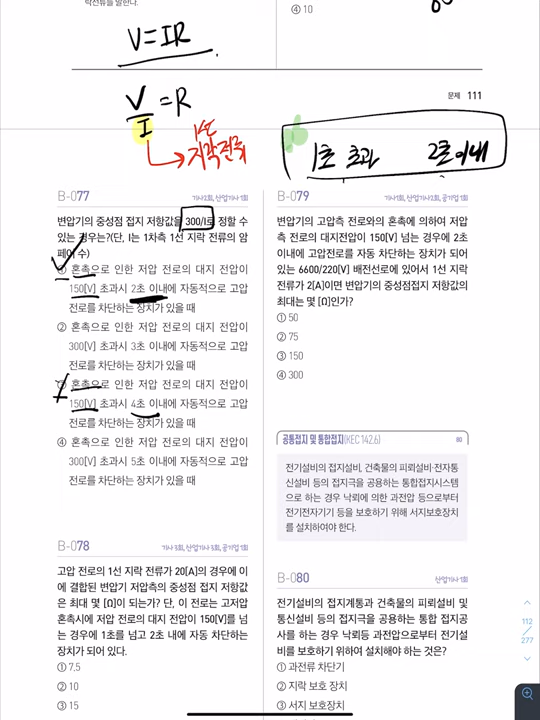 ④ 10
V=IR
V/I=R
지락전류
1초 초과 2초 이내
문제 111
B-077
기사2회, 산업기사 1회
변압기의 중성점 접지 저항값을 300/I로 정할 수
있는 경우는?(단, I는 1차측 1선 지락 전류의 암
페어 수)
① 혼촉으로 인한 저압 전로의 대지 전압이
150[V] 초과시 2초 이내에 자동적으로 고압
전로를 차단하는 장치가 있을 때
② 혼촉으로 인한 저압 전로의 대지 전압이
300[V] 초과시 3초 이내에 자동적으로 고압
전로를 차단하는 장치가 있을 때
③ 혼촉으로 인한 저압 전로의 대지 전압이
150[V] 초과시 4초 이내에 자동적으로 고압
전로를 차단하는 장치가 있을 때
④ 혼촉으로 인한 저압 전로의 대지 전압이
300[V] 초과시 5초 이내에 자동적으로 고압
전로를 차단하는 장치가 있을 때
B-078
기사 3회, 산업기사 3회, 공기업 1회
고압 전로의 1선 지락 전류가 20[A]의 경우에 이
에 결합된 변압기 저압측의 중성점 접지 저항값
은 최대 몇 [Ω]이 되는가? 단, 이 전로는 고저압
혼촉시에 저압 전로의 대지 전압이 150[V]를 넘
는 경우에 1초를 넘고 2초 내에 자동 차단하는
장치가 되어 있다.
① 7.5
② 10
③ 15
B-079
기사1회, 산업기사2회, 공기업 1회
변압기의 고압측 전로와의 혼촉에 의하여 저압
측 전로의 대지전압이 150[V] 넘는 경우에 2초
이내에 고압전로를 자동 차단하는 장치가 되어
있는 6600/220[V] 배전선로에 있어서 1선 지락
전류가 2[A]이면 변압기의 중성점접지 저항값의
최대는 몇 [Ω]인가?
① 50
② 75
③ 150
④ 300
공통접지 및 통합접지(KEC 142.6)
80
전기설비의 접지설비, 건축물의 피뢰설비·전자통
신설비 등의 접지극을 공용하는 통합접지시스템
으로 하는 경우 낙뢰에 의한 과전압 등으로부터
전기전자기기 등을 보호하기 위해 서지보호장치
를 설치하여야 한다.
B-080
산업기사 1회
전기설비의 접지계통과 건축물의 피뢰설비 및
통신설비 등의 접지극을 공용하는 통합 접지공
사를 하는 경우 낙뢰등 과전압으로부터 전기설
비를 보호하기 위하여 설치해야 하는 것은?
① 과전류 차단기
② 지락 보호 장치
③ 서지 보호장치
112
277